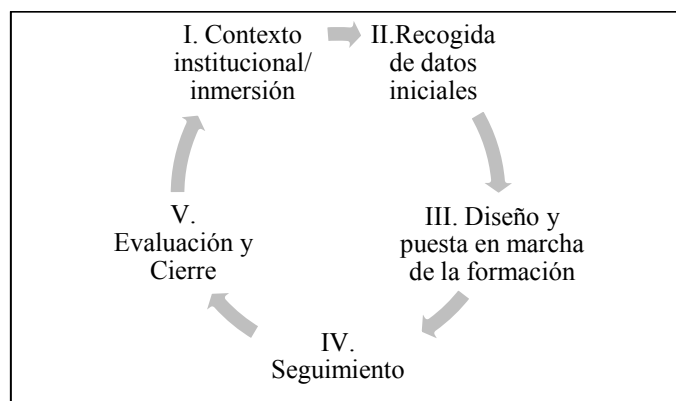 I. Contexto
institucional/
inmersión
II.Recogida
de datos
iniciales
III. Diseño y
puesta en marcha
de la formación
IV.
Seguimiento
V.
Evaluación y
Cierre